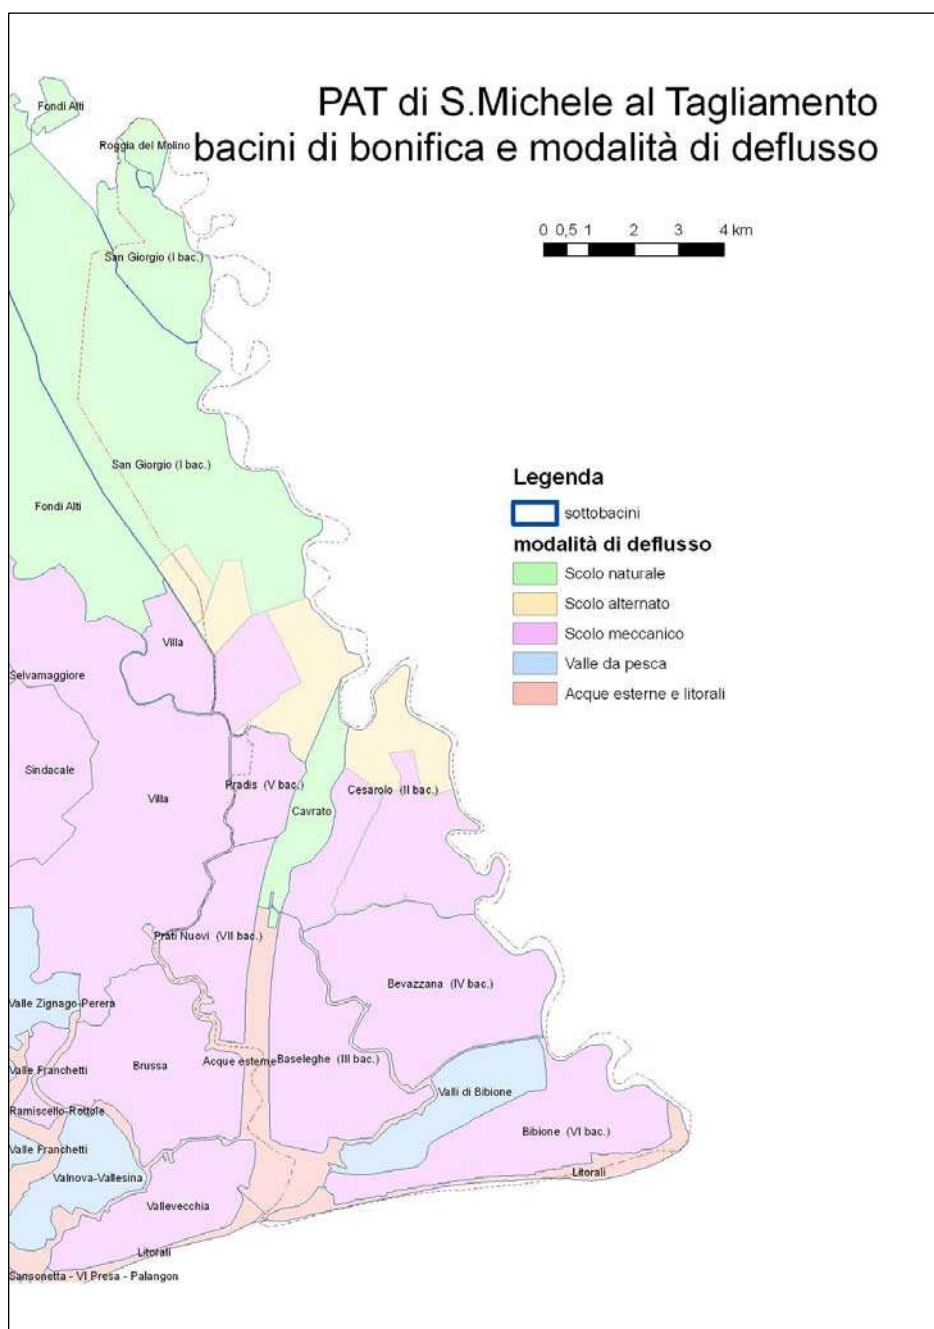 PAT di S.Michele al Tagliamento
bacini di bonifica e modalità di deflusso
0 0,5 1 2 3 4 km
Fondi Alti
Roggia del Molino
San Giorgio (I bac.)
San Giorgio (I bac.)
Fondi Alti
Legenda
sottobacini
modalità di deflusso
Scolo naturale
Scolo alternato
Scolo meccanico
Valle da pesca
Acque esterne e litorali
Villa
Selvamaggiore
Sindacale
Villa
Pradis (V bac.)
Cesarolo (II bac.)
Cavrato
Prati Nuovi (VII bac.)
Bevazzana (IV bac.)
Valle Zignago-Perera
Valle Franchetti
Brussa
Acque esterne
Baseleghe (III bac.)
Valli di Bibione
Ramiscello-Rottole
Bibione (VI bac.)
Valle Franchetti
Valnova-Vallesina
Litorali
Vallevecchia
Litorali
Sansonetta - VI Presa - Palangon